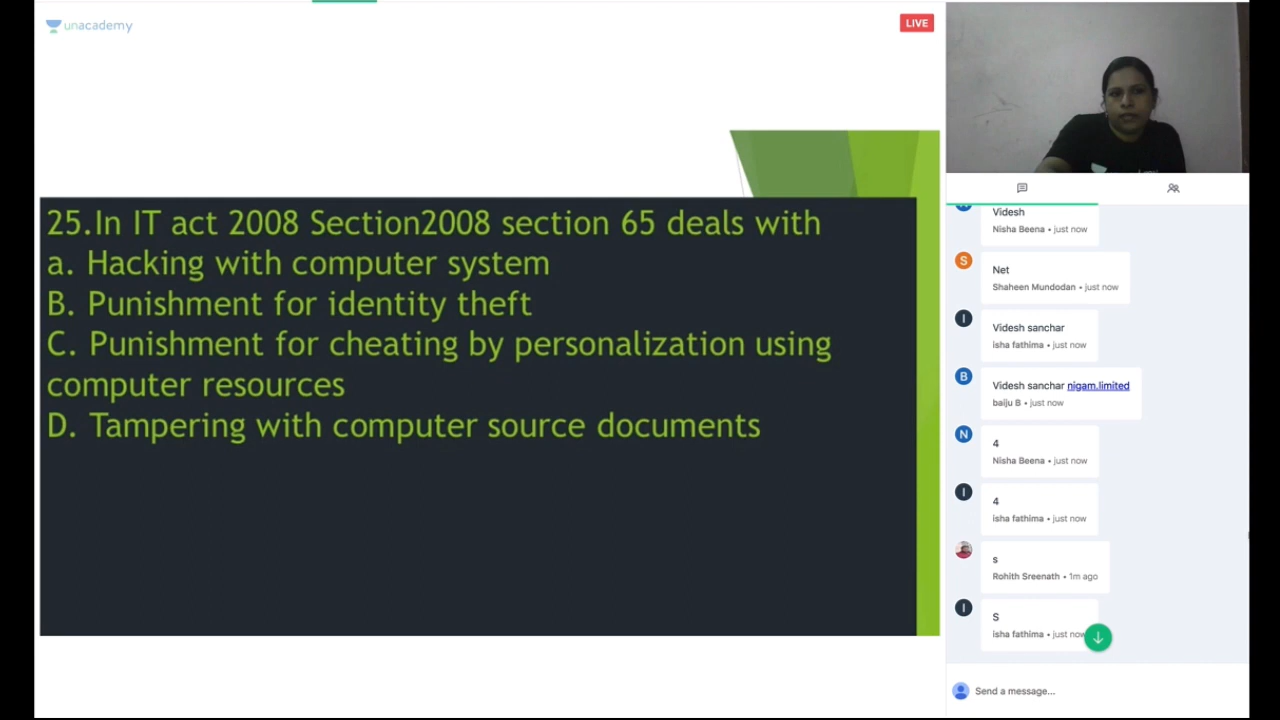 unacademy
LIVE
25.In IT act 2008 Section2008 section 65 deals with
a. Hacking with computer system
B. Punishment for identity theft
C. Punishment for cheating by personalization using
computer resources
D. Tampering with computer source documents
Videsh
Nisha Beena • just now
S
Net
Shaheen Mundodan • just now
I
Videsh sanchar
isha fathima • just now
B
Videsh sanchar nigam.limited
baiju B • just now
N
4
Nisha Beena • just now
I
4
isha fathima • just now
s
Rohith Sreenath • 1m ago
I
S
isha fathima • just now
Send a message...